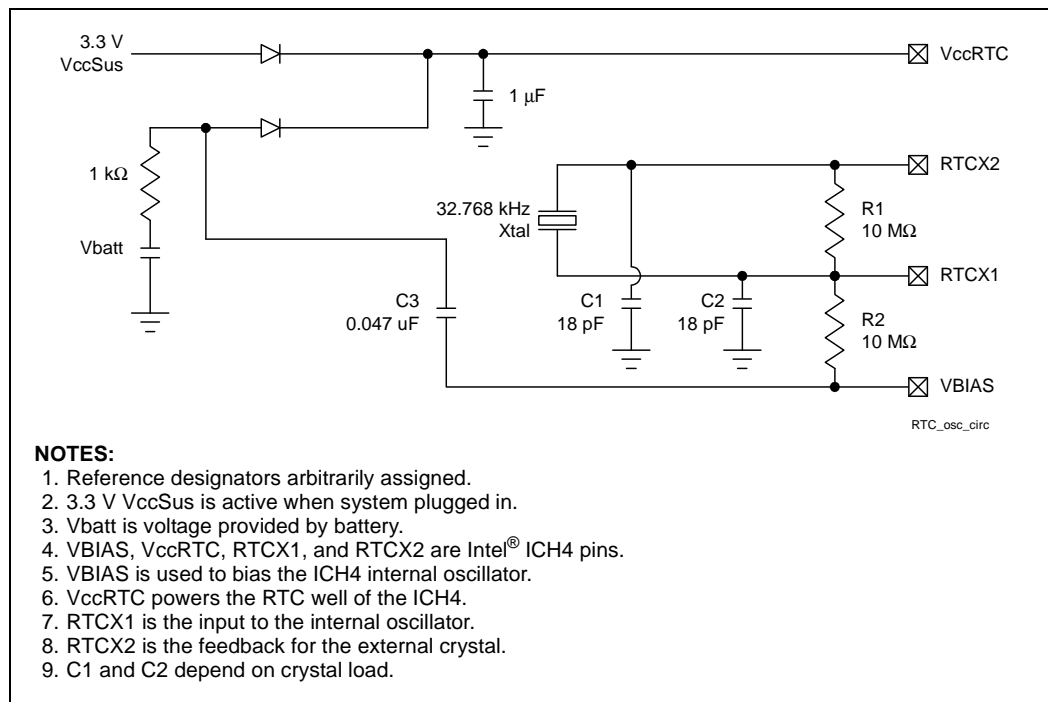 3.3 V
VccSus
VccRTC
1 μF
1 kΩ
RTCX2
32.768 kHz
Xtal
R1
10 MΩ
Vbatt
RTCX1
C3
0.047 uF
C1
18 pF
C2
18 pF
R2
10 MΩ
VBIAS
RTC_osc_circ
NOTES:
1. Reference designators arbitrarily assigned.
2. 3.3 V VccSus is active when system plugged in.
3. Vbatt is voltage provided by battery.
4. VBIAS, VccRTC, RTCX1, and RTCX2 are Intel® ICH4 pins.
5. VBIAS is used to bias the ICH4 internal oscillator.
6. VccRTC powers the RTC well of the ICH4.
7. RTCX1 is the input to the internal oscillator.
8. RTCX2 is the feedback for the external crystal.
9. C1 and C2 depend on crystal load.